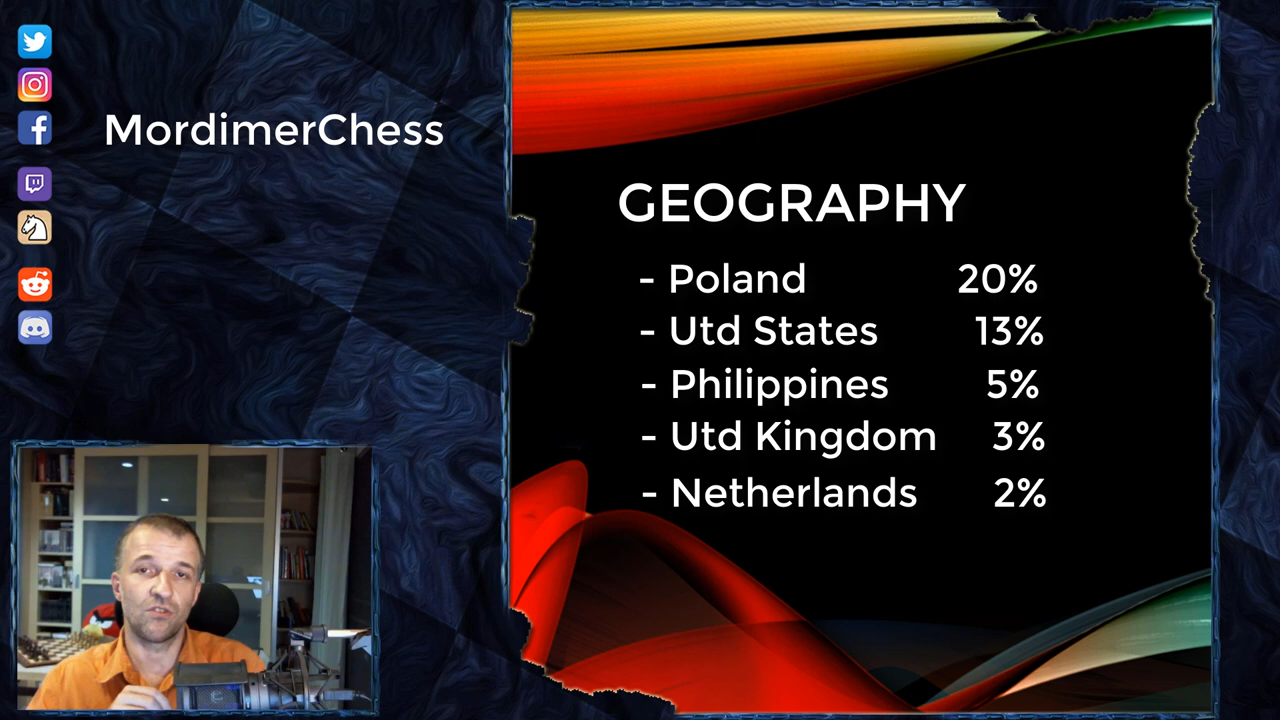 MordimerChess
GEOGRAPHY
- Poland 20%
- Utd States 13%
- Philippines 5%
- Utd Kingdom 3%
- Netherlands 2%